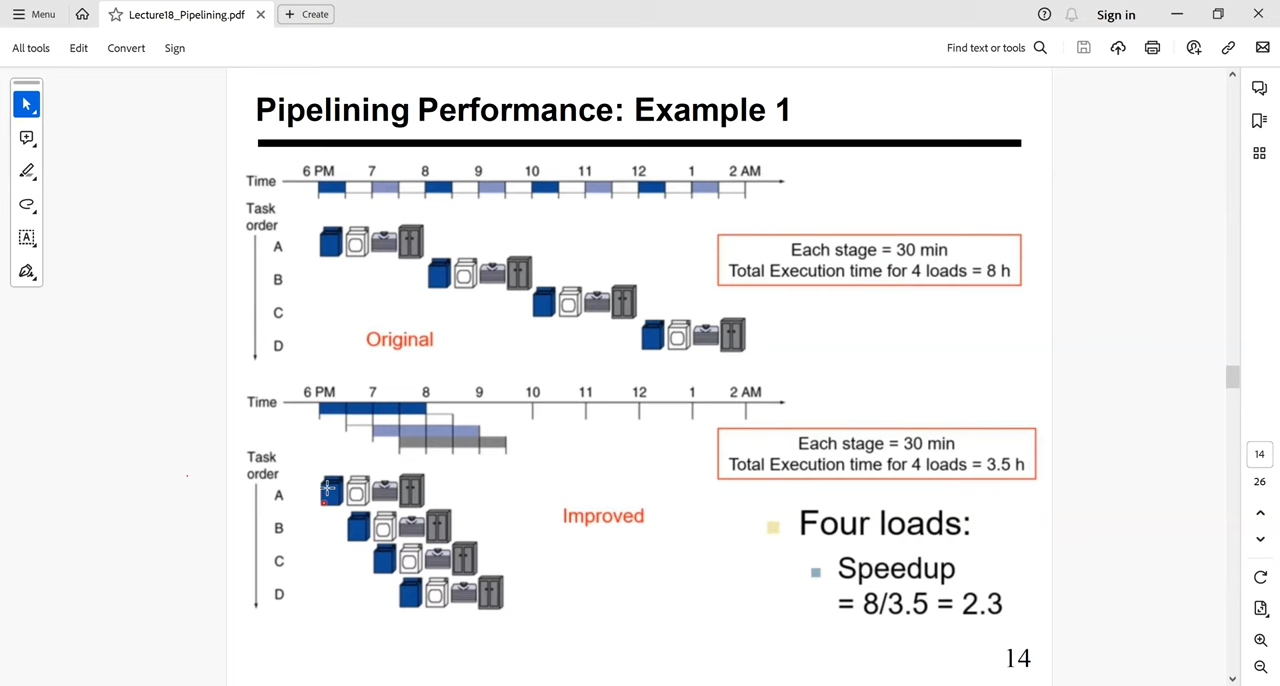 Menu
Lecture18_Pipelining.pdf
Create
Sign in
All tools Edit Convert Sign
Find text or tools
Pipelining Performance: Example 1
6 PM 7 8 9 10 11 12 1 2 AM
Time
Task
order
A
B
C
D
Original
Each stage = 30 min
Total Execution time for 4 loads = 8 h
6 PM 7 8 9 10 11 12 1 2 AM
Time
Task
order
A
B
C
D
Improved
Each stage = 30 min
Total Execution time for 4 loads = 3.5 h
Four loads:
Speedup
= 8/3.5 = 2.3
14
14
26